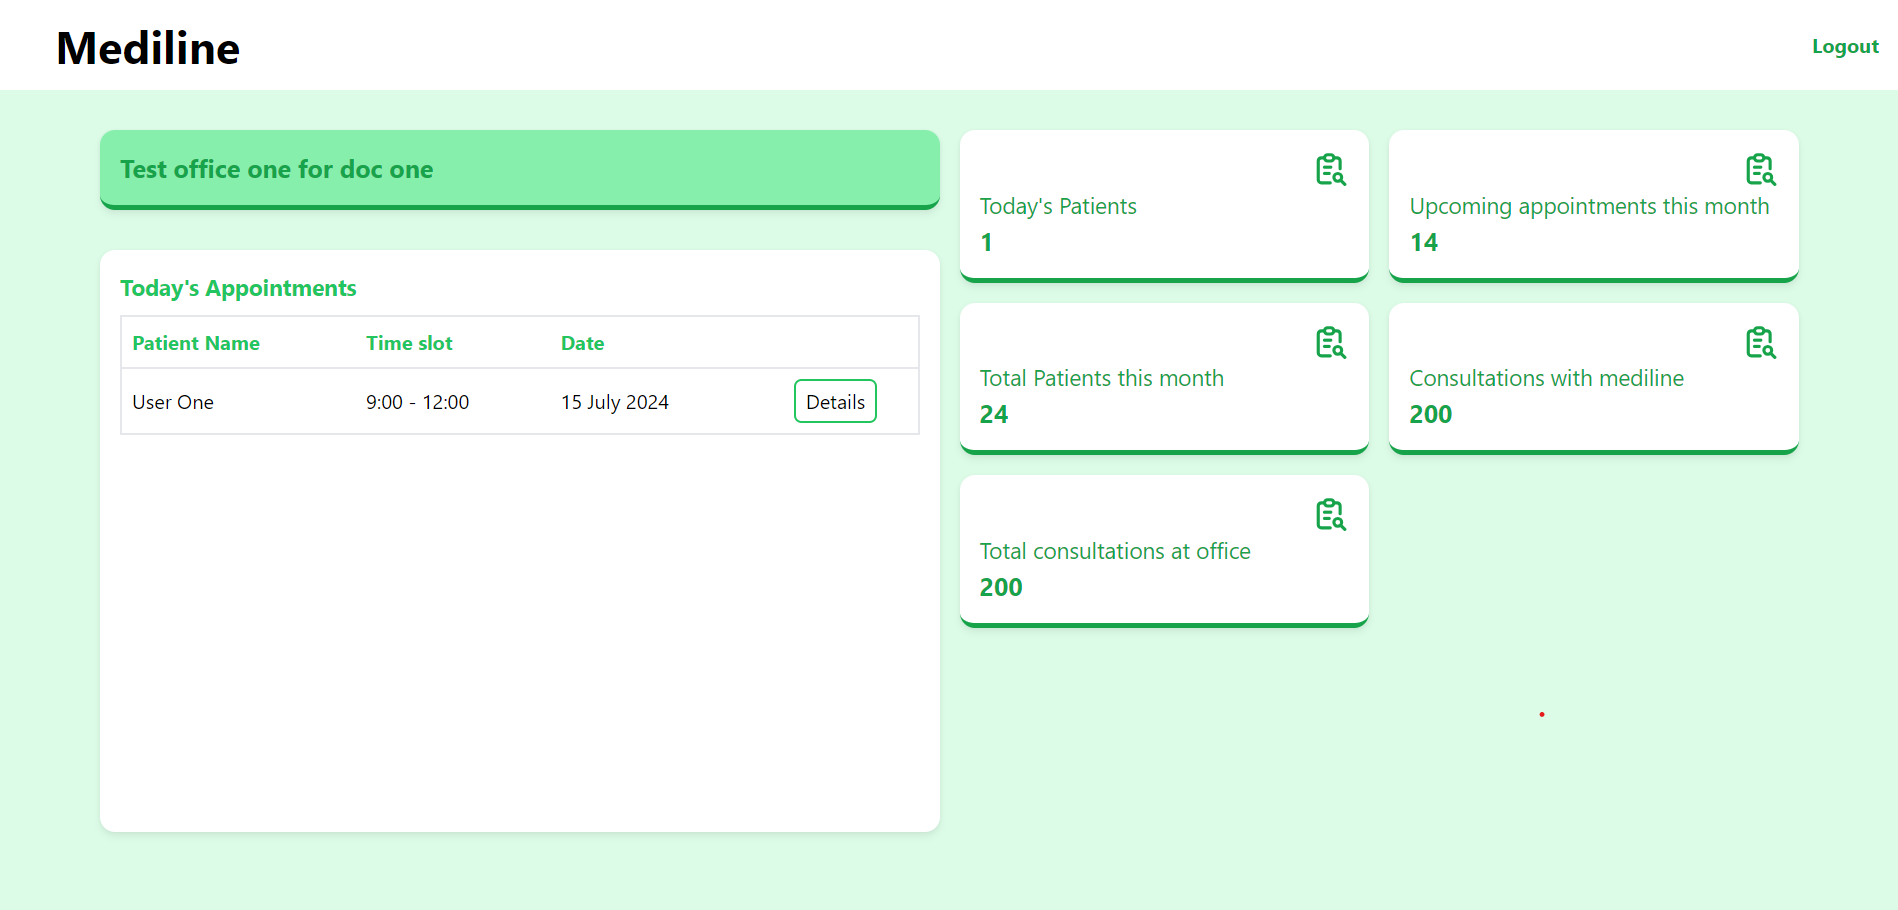 Mediline
Logout
Test office one for doc one
Today's Appointments
Patient Name Time slot Date
User One 9:00 - 12:00 15 July 2024 Details
Today's Patients
1
Upcoming appointments this month
14
Total Patients this month
24
Consultations with mediline
200
Total consultations at office
200